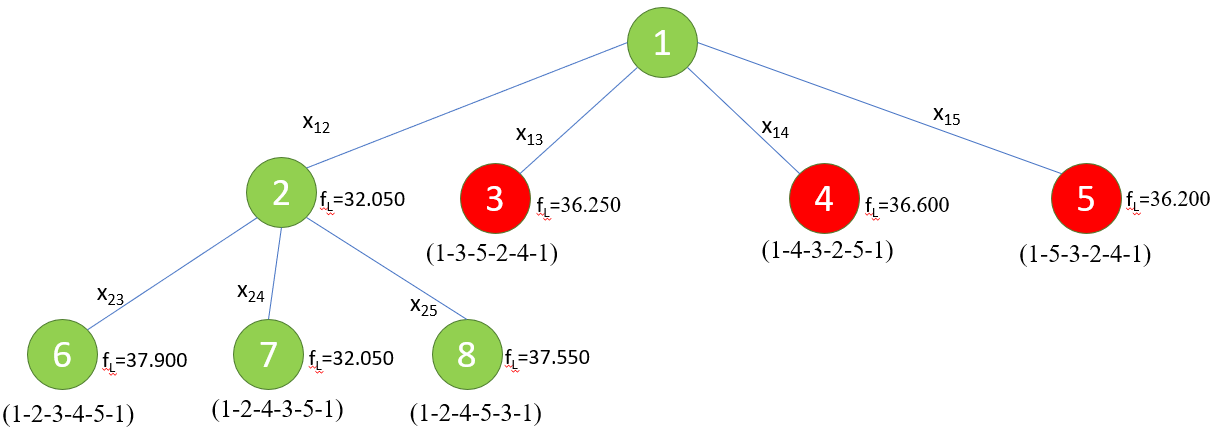 1
x12
x13
x14
x15
2
fL=32.050
3
fL=36.250
4
fL=36.600
5
fL=36.200
(1-3-5-2-4-1)
(1-4-3-2-5-1)
(1-5-3-2-4-1)
x23
x24
x25
6
fL=37.900
7
fL=32.050
8
fL=37.550
(1-2-3-4-5-1)
(1-2-4-3-5-1)
(1-2-4-5-3-1)